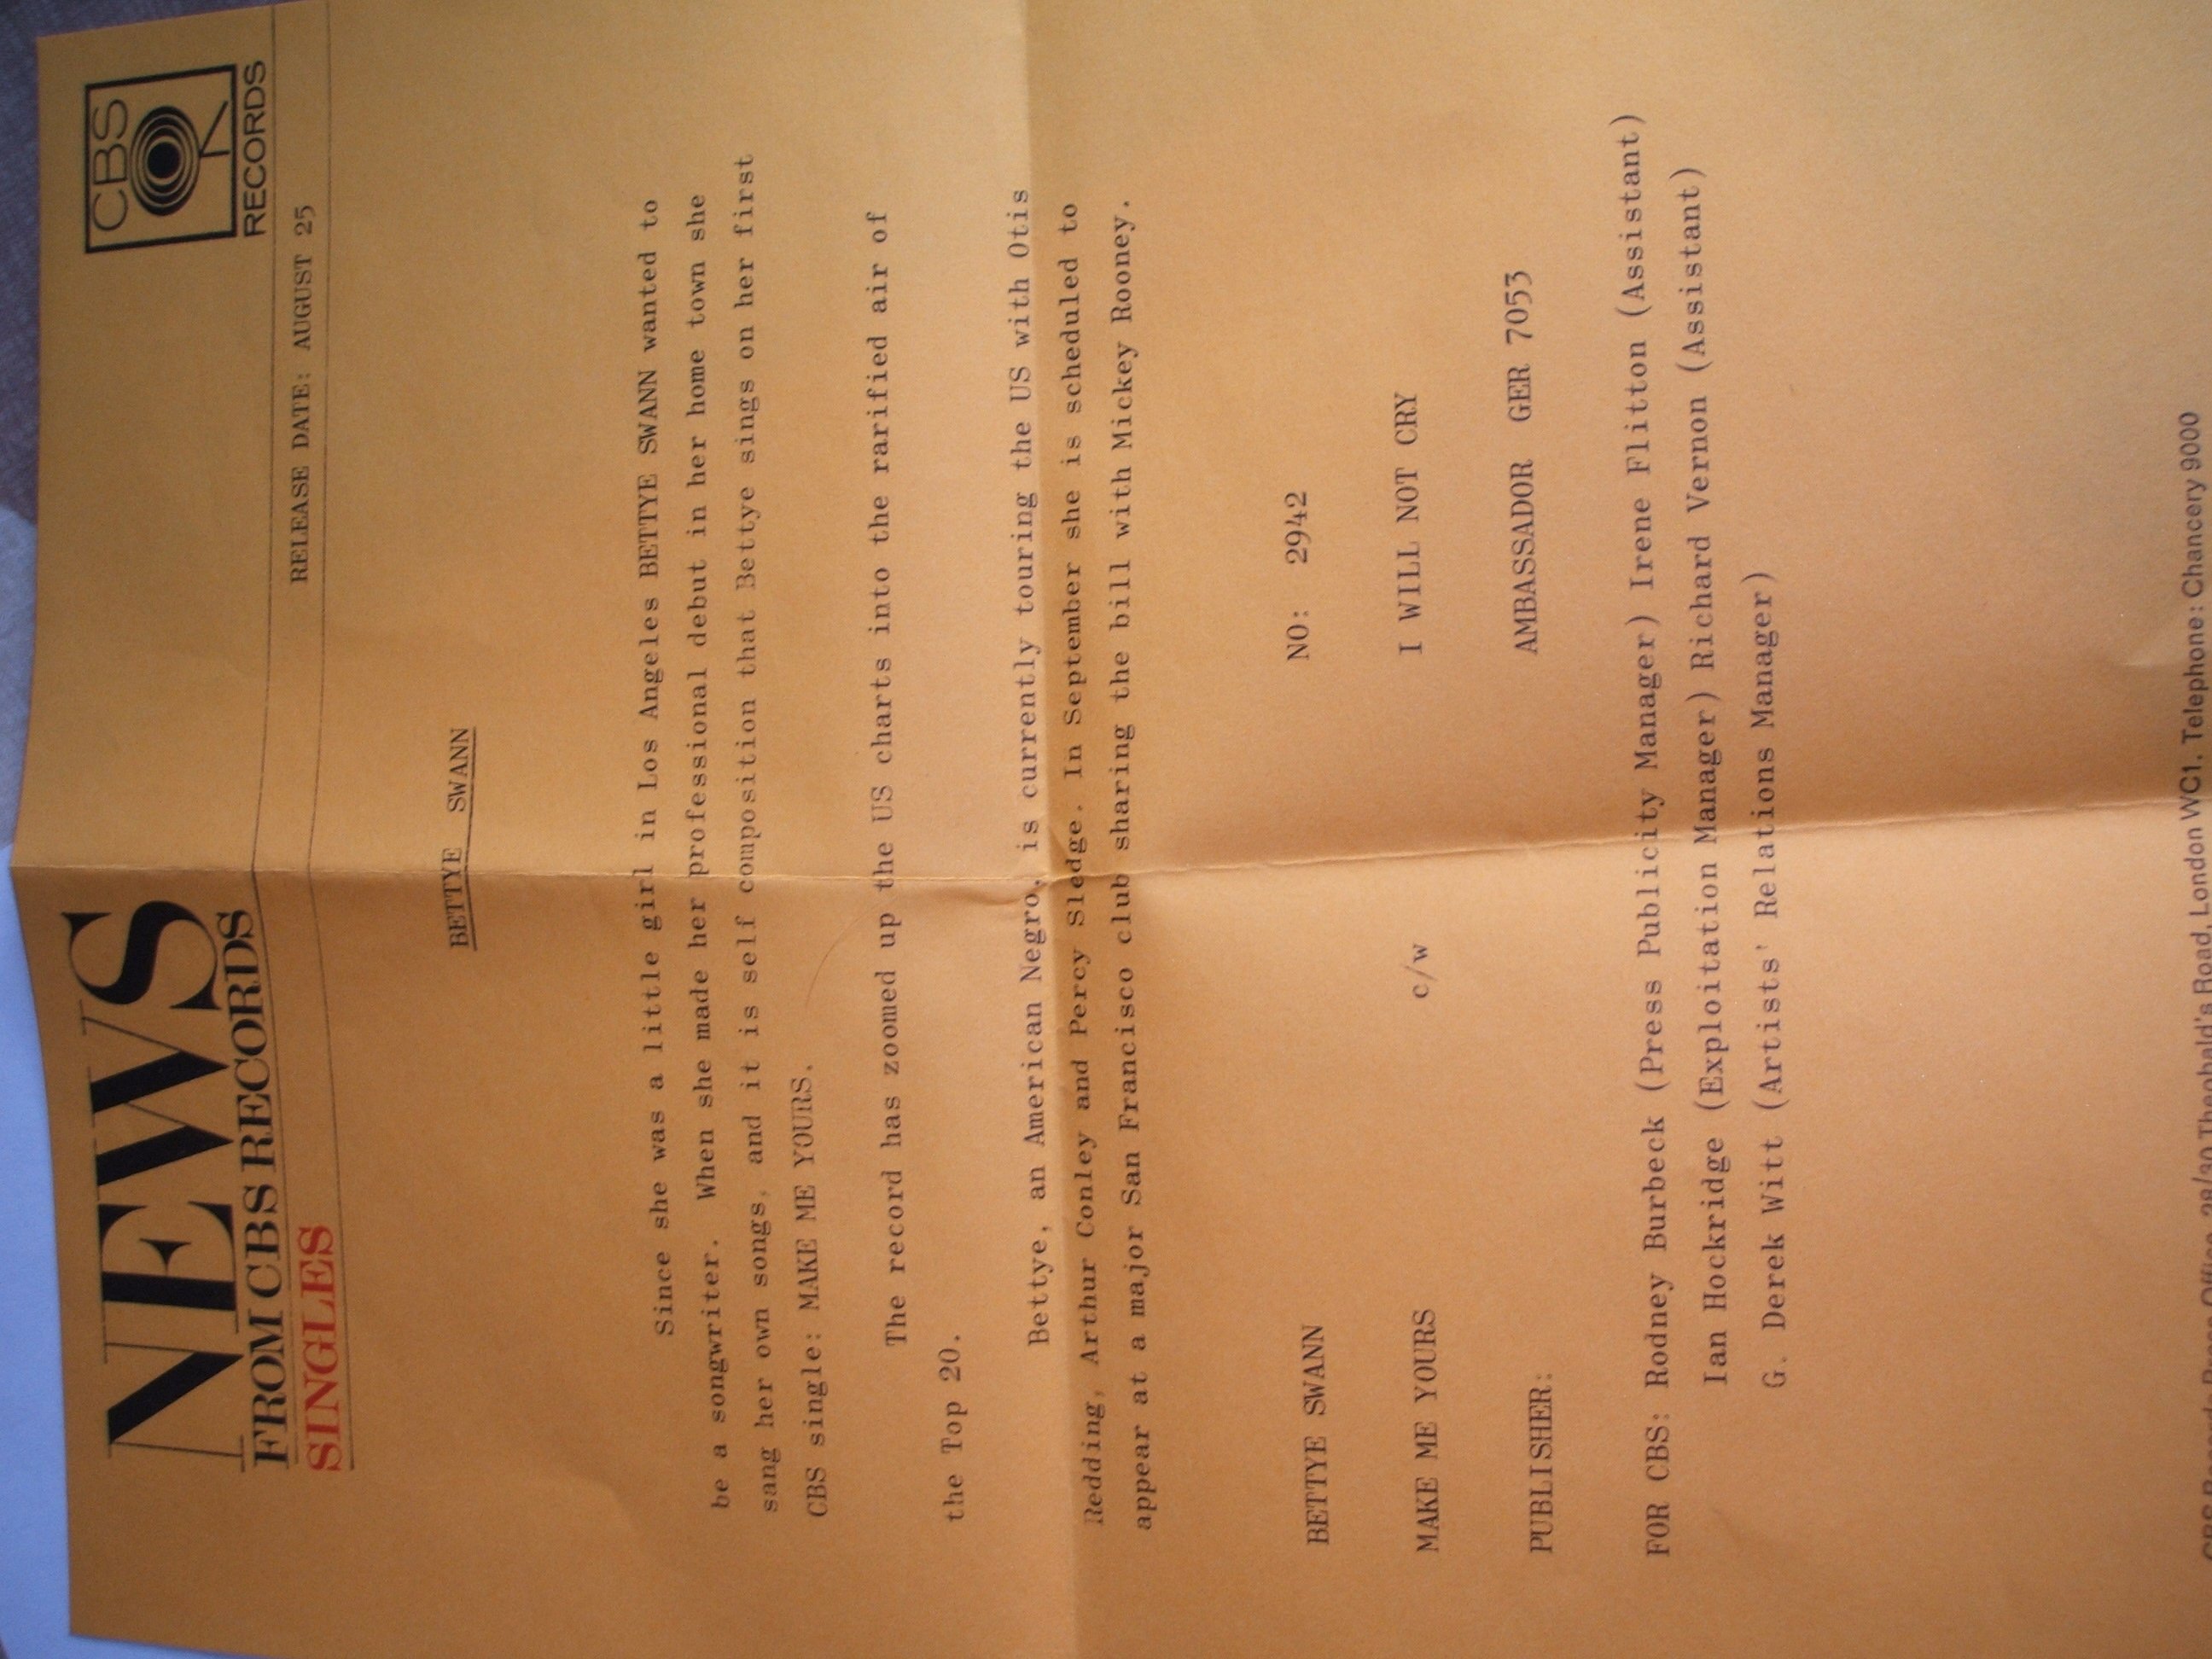 NEWS
FROM CBS RECORDS
SINGLES
CBS
RECORDS
RELEASE DATE: AUGUST 25
BETTYE SWANN
Since she was a little girl in Los Angeles BETTYE SWANN wanted to
be a songwriter. When she made her professional debut in her home town she
sang her own songs, and it is self composition that Bettye sings on her first
CBS single: MAKE ME YOURS.
The record has zoomed up the US charts into the rarified air of
the Top 20.
Bettye, an American Negro, is currently touring the US with Otis
Redding, Arthur Conley and Percy Sledge. In September she is scheduled to
appear at a major San Francisco club sharing the bill with Mickey Rooney.
BETTYE SWANN NO: 2942
MAKE ME YOURS c/w I WILL NOT CRY
PUBLISHER: AMBASSADOR GER 7053
FOR CBS: Rodney Burbeck (Press Publicity Manager) Irene Flitton (Assistant)
Ian Hockridge (Exploitation Manager) Richard Vernon (Assistant)
G. Derek Witt (Artists' Relations Manager)
CBS Records Press Office 28/30 Theobald's Road, London WC1. Telephone: Chancery 9000